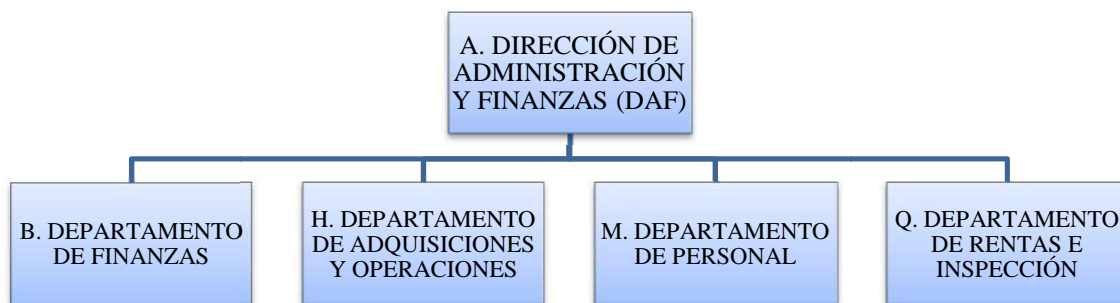 A. DIRECCIÓN DE
ADMINISTRACIÓN
Y FINANZAS (DAF)
B. DEPARTAMENTO
DE FINANZAS
H. DEPARTAMENTO
DE ADQUISICIONES
Y OPERACIONES
M. DEPARTAMENTO
DE PERSONAL
Q. DEPARTAMENTO
DE RENTAS E
INSPECCIÓN